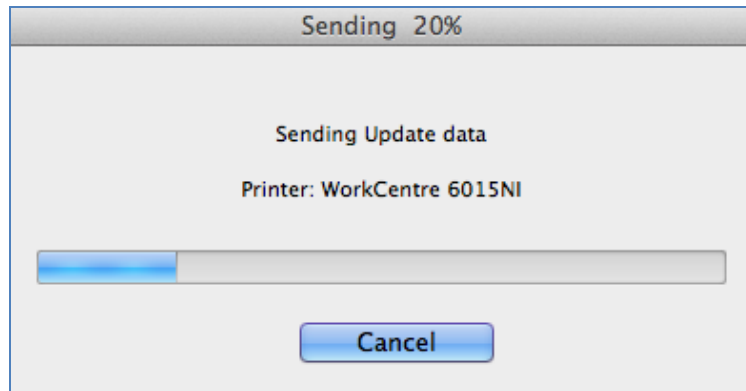 Sending 20%
Sending Update data
Printer: WorkCentre 6015NI
Cancel